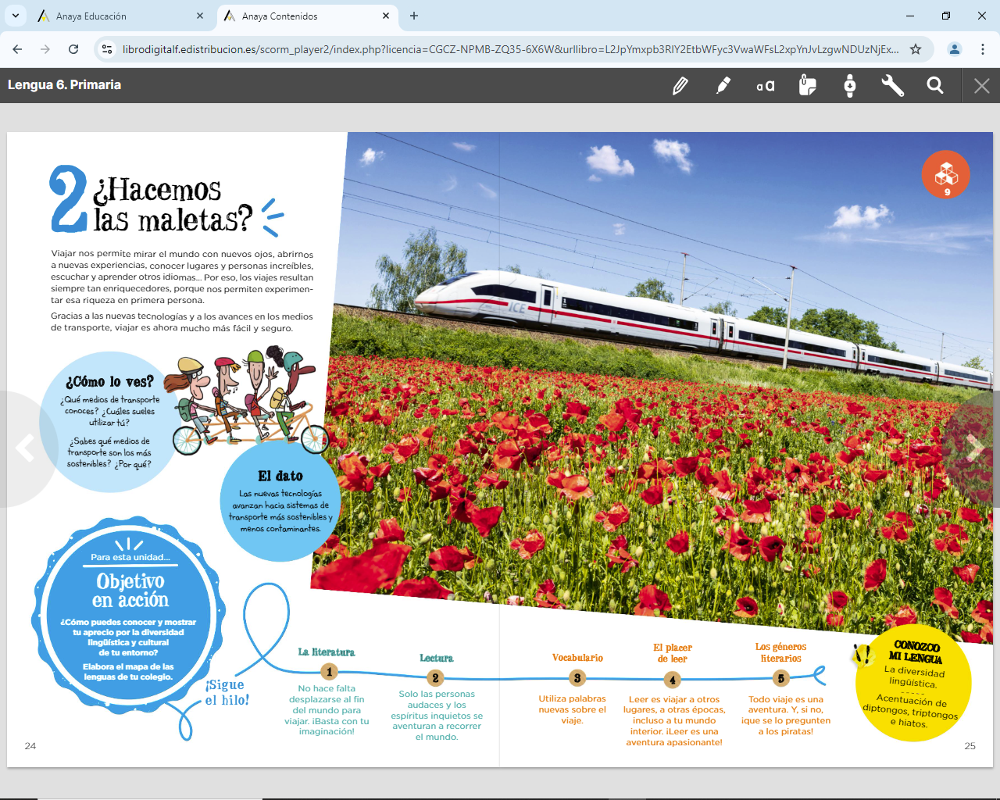 Anaya Educación
Anaya Contenidos
librodigitalf.edistribucion.es/scorm_player2/index.php?licencia=CGCZ-NPMB-ZQ35-6X6W&urllibro=L2JpYmxpb3RlY2EtbWFyc3VwaWFsL2xpYnJvLzgwNDUzNjEx...
Lengua 6. Primaria
aa
9
2 ¿Hacemos
las maletas?
Viajar nos permite mirar el mundo con nuevos ojos, abrirnos
a nuevas experiencias, conocer lugares y personas increíbles,
escuchar y aprender otros idiomas... Por eso, los viajes resultan
siempre tan enriquecedores, porque nos permiten experimen-
tar esa riqueza en primera persona.
Gracias a las nuevas tecnologías y a los avances en los medios
de transporte, viajar es ahora mucho más fácil y seguro.
ICE
¿Cómo lo ves?
¿Qué medios de transporte
conoces? ¿Cuáles sueles
utilizar tú?
¿Sabes qué medios de
transporte son los más
sostenibles? ¿Por qué?
El dato
Las nuevas tecnologías
avanzan hacia sistemas de
transporte más sostenibles y
menos contaminantes.
Para esta unidad...
Objetivo
en acción
¿Cómo puedes conocer y mostrar
tu aprecio por la diversidad
lingüística y cultural
de tu entorno?
Elabora el mapa de las
lenguas de tu colegio.
¡Sigue
el hilo!
La literatura
1
No hace falta
desplazarse al fin
del mundo para
viajar. ¡Basta con tu
imaginación!
Lectura
2
Solo las personas
audaces y los
espíritus inquietos se
aventuran a recorrer
el mundo.
Vocabulario
3
Utiliza palabras
nuevas sobre el
viaje.
El placer
de leer
4
Leer es viajar a otros
lugares, a otras épocas,
incluso a tu mundo
interior. ¡Leer es una
aventura apasionante!
Los géneros
literarios
5
Todo viaje es una
aventura. Y, si no,
¡que se lo pregunten
a los piratas!
CONOZCO
MI LENGUA
La diversidad
lingüística.
Acentuación de
diptongos, triptongos
e hiatos.
24
25